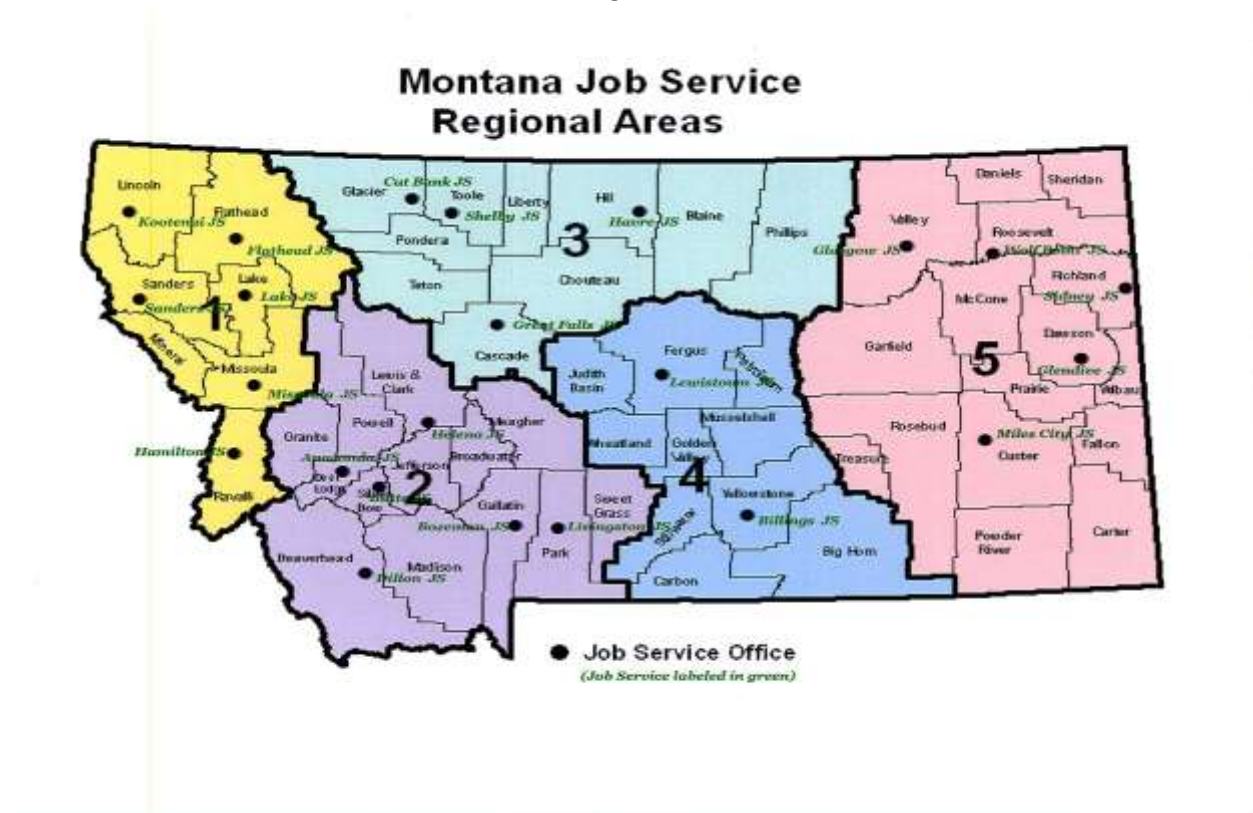 Montana Job Service
Regional Areas
Lincoln
Kootenai JS
Flathead
Flathead JS
Sanders
Sanders JS
Lake
Lake JS
1
Mineral
Missoula
Missoula JS
Hamilton JS
Ravalli
Glacier
Cut Bank JS
Toole
Shelby JS
Liberty
Hill
Havre JS
Blaine
Phillips
Pondera
3
Teton
Chouteau
Great Falls JS
Cascade
Lewis &
Clark
Powell
Granite
Helena JS
Meagher
Anaconda JS
Jefferson
Broadwater
Deer
Lodge
Silver
Bow
2
Gallatin
Bozeman JS
Livingston JS
Park
Sweet
Grass
Beaverhead
Dillon JS
Madison
Fergus
Judith
Basin
Lewistown JS
Musselshell
Wheatland
Golden
Valley
4
Yellowstone
Billings JS
Big Horn
Carbon
Daniels
Sheridan
Valley
Glasgow JS
Roosevelt
Wolf Point JS
Richland
Sidney JS
McCone
Dawson
Garfield
5
Glendive JS
Prairie
Wibaux
Rosebud
Miles City JS
Custer
Fallon
Treasure
Powder
River
Carter
Job Service Office
(Job Service labeled in green)